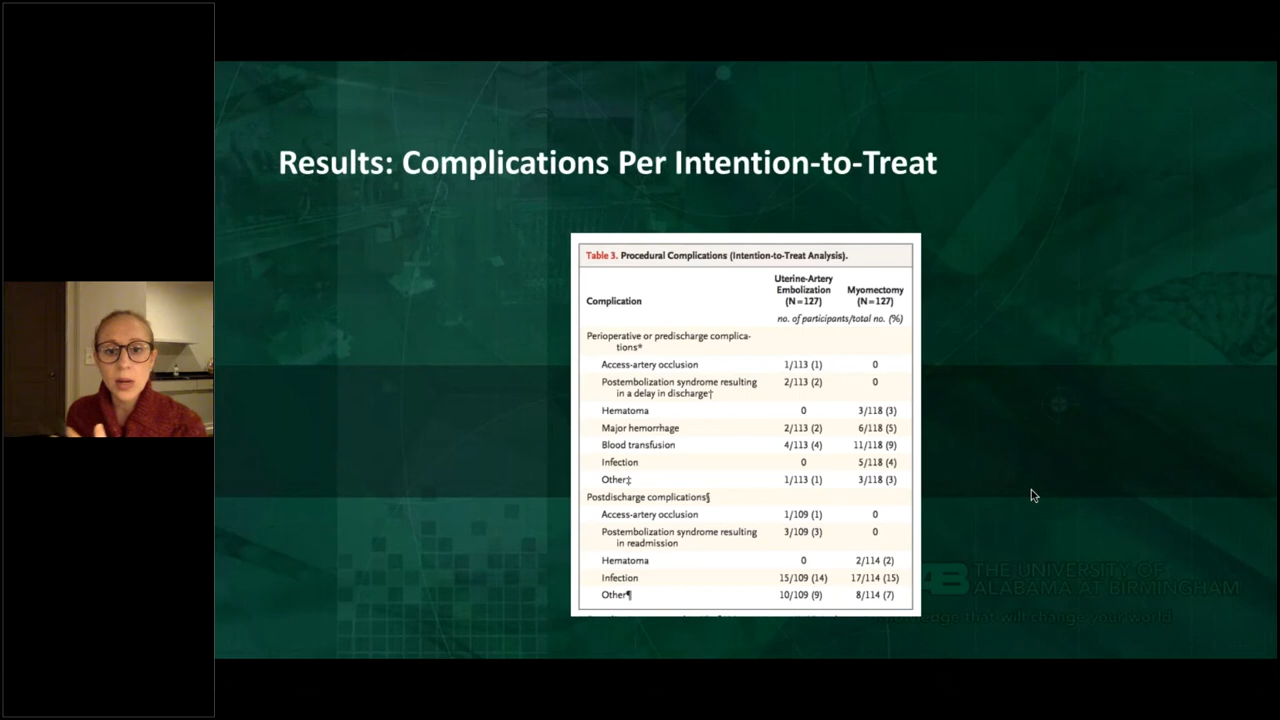 Results: Complications Per Intention-to-Treat
Table 3. Procedural Complications (Intention-to-Treat Analysis).
Complication
Uterine-Artery Embolization (N=127)
Myomectomy (N=127)
no. of participants/total no. (%)
Perioperative or predischarge complica-
tions*
Access-artery occlusion 1/113 (1) 0
Postembolization syndrome resulting 2/113 (2) 0
in a delay in discharge†
Hematoma 0 3/118 (3)
Major hemorrhage 2/113 (2) 6/118 (5)
Blood transfusion 4/113 (4) 11/118 (9)
Infection 0 5/118 (4)
Other‡ 1/113 (1) 3/118 (3)
Postdischarge complications§
Access-artery occlusion 1/109 (1) 0
Postembolization syndrome resulting 3/109 (3) 0
in readmission
Hematoma 0 2/114 (2)
Infection 15/109 (14) 17/114 (15)
Other¶ 10/109 (9) 8/114 (7)
THE UNIVERSITY OF
ALABAMA AT BIRMINGHAM
that will change your world